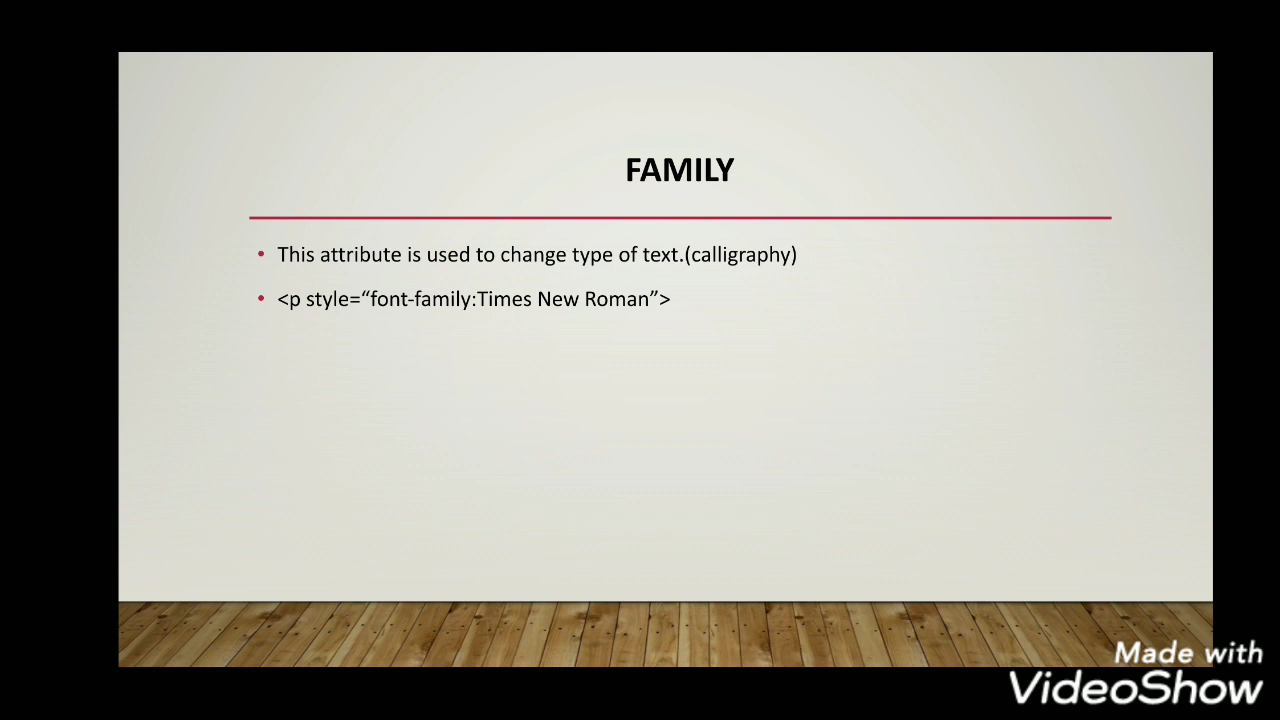 FAMILY
• This attribute is used to change type of text.(calligraphy)
• <p style=“font-family:Times New Roman”>
Made with
VideoShow